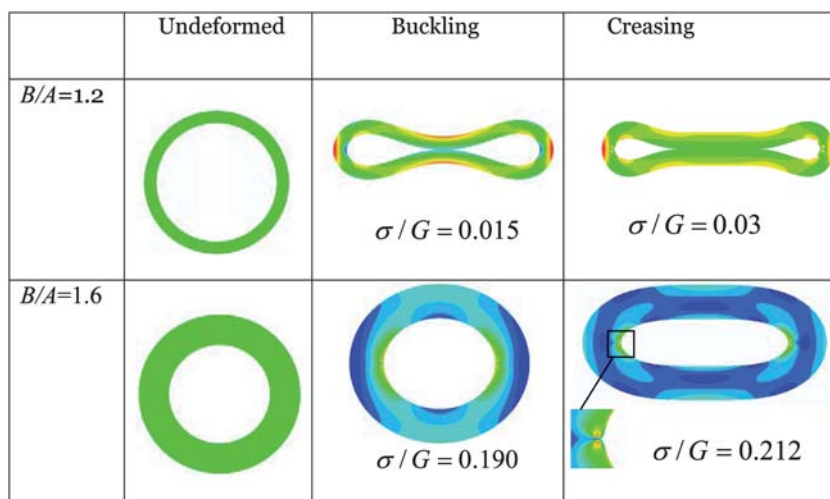 Undeformed Buckling Creasing
B/A=1.2
σ / G = 0.015 σ / G = 0.03
B/A=1.6
σ / G = 0.190 σ / G = 0.212